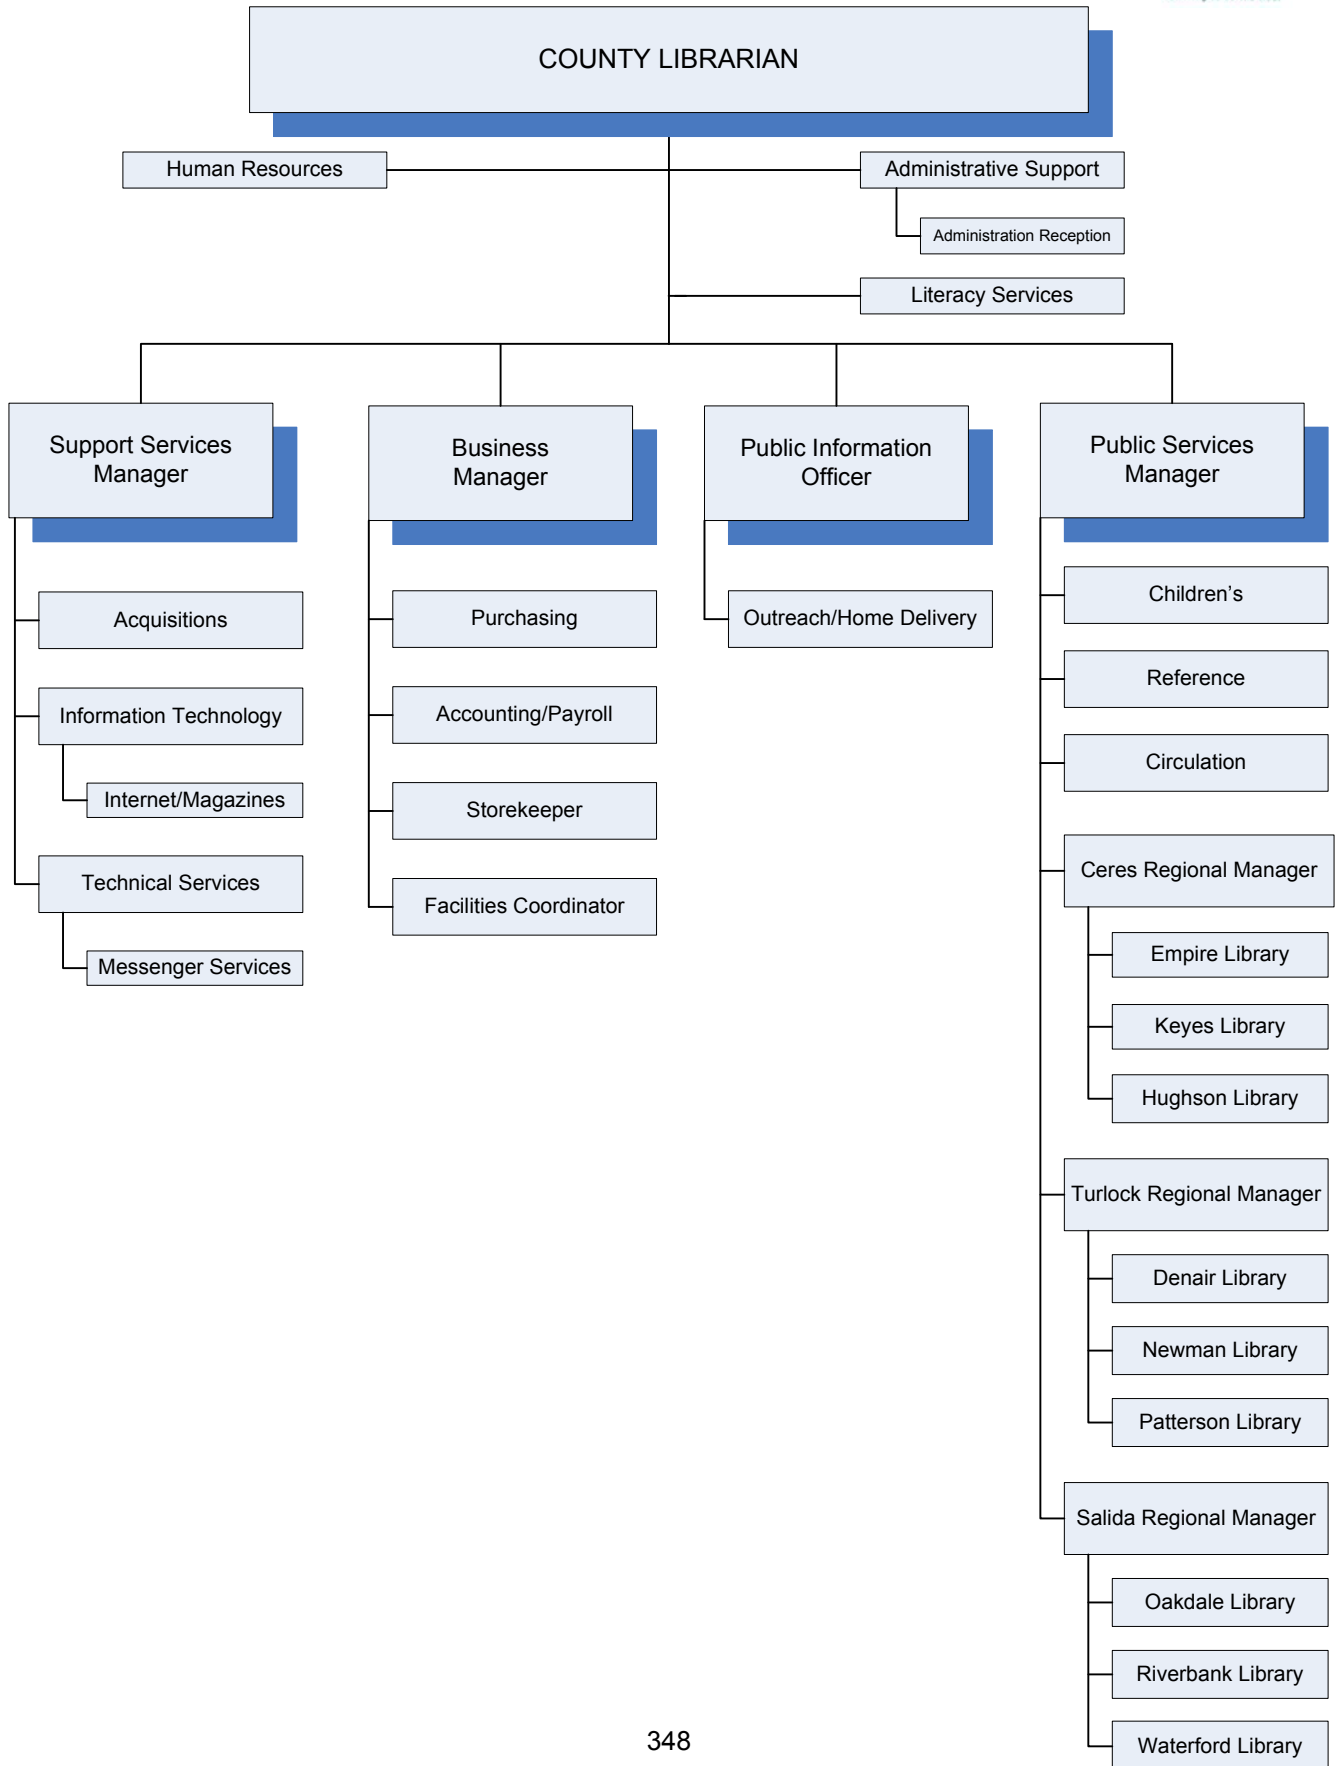 COUNTY LIBRARIAN
Human Resources
Administrative Support
Administration Reception
Literacy Services
Support Services
Manager
Acquisitions
Information Technology
Internet/Magazines
Technical Services
Messenger Services
Business
Manager
Purchasing
Accounting/Payroll
Storekeeper
Facilities Coordinator
Public Information
Officer
Outreach/Home Delivery
Public Services
Manager
Children’s
Reference
Circulation
Ceres Regional Manager
Empire Library
Keyes Library
Hughson Library
Turlock Regional Manager
Denair Library
Newman Library
Patterson Library
Salida Regional Manager
Oakdale Library
Riverbank Library
Waterford Library
348